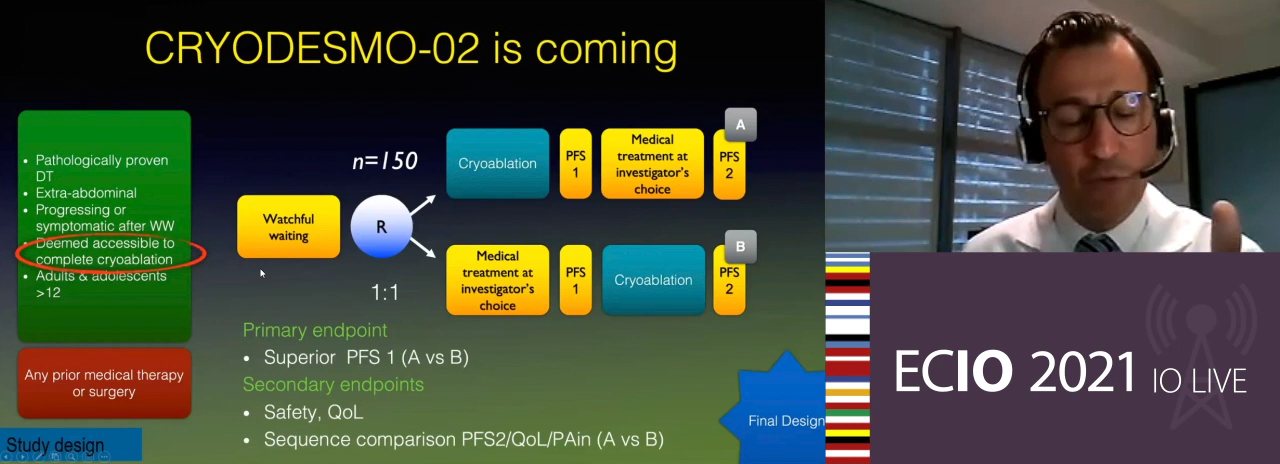 CRYODESMO-02 is coming
• Pathologically proven
DT
• Extra-abdominal
• Progressing or
symptomatic after WW
• Deemed accessible to
complete cryoablation
• Adults & adolescents
>12
Any prior medical therapy
or surgery
Study design
Watchful
waiting
n=150
R
1:1
Cryoablation
PFS
1
Medical
treatment at
investigator's
choice
PFS
2
A
Medical
treatment at
investigator's
choice
PFS
1
Cryoablation
PFS
2
B
Primary endpoint
• Superior PFS 1 (A vs B)
Secondary endpoints
• Safety, QoL
• Sequence comparison PFS2/QoL/PAin (A vs B)
Final Design
ECIO 2021 IO LIVE